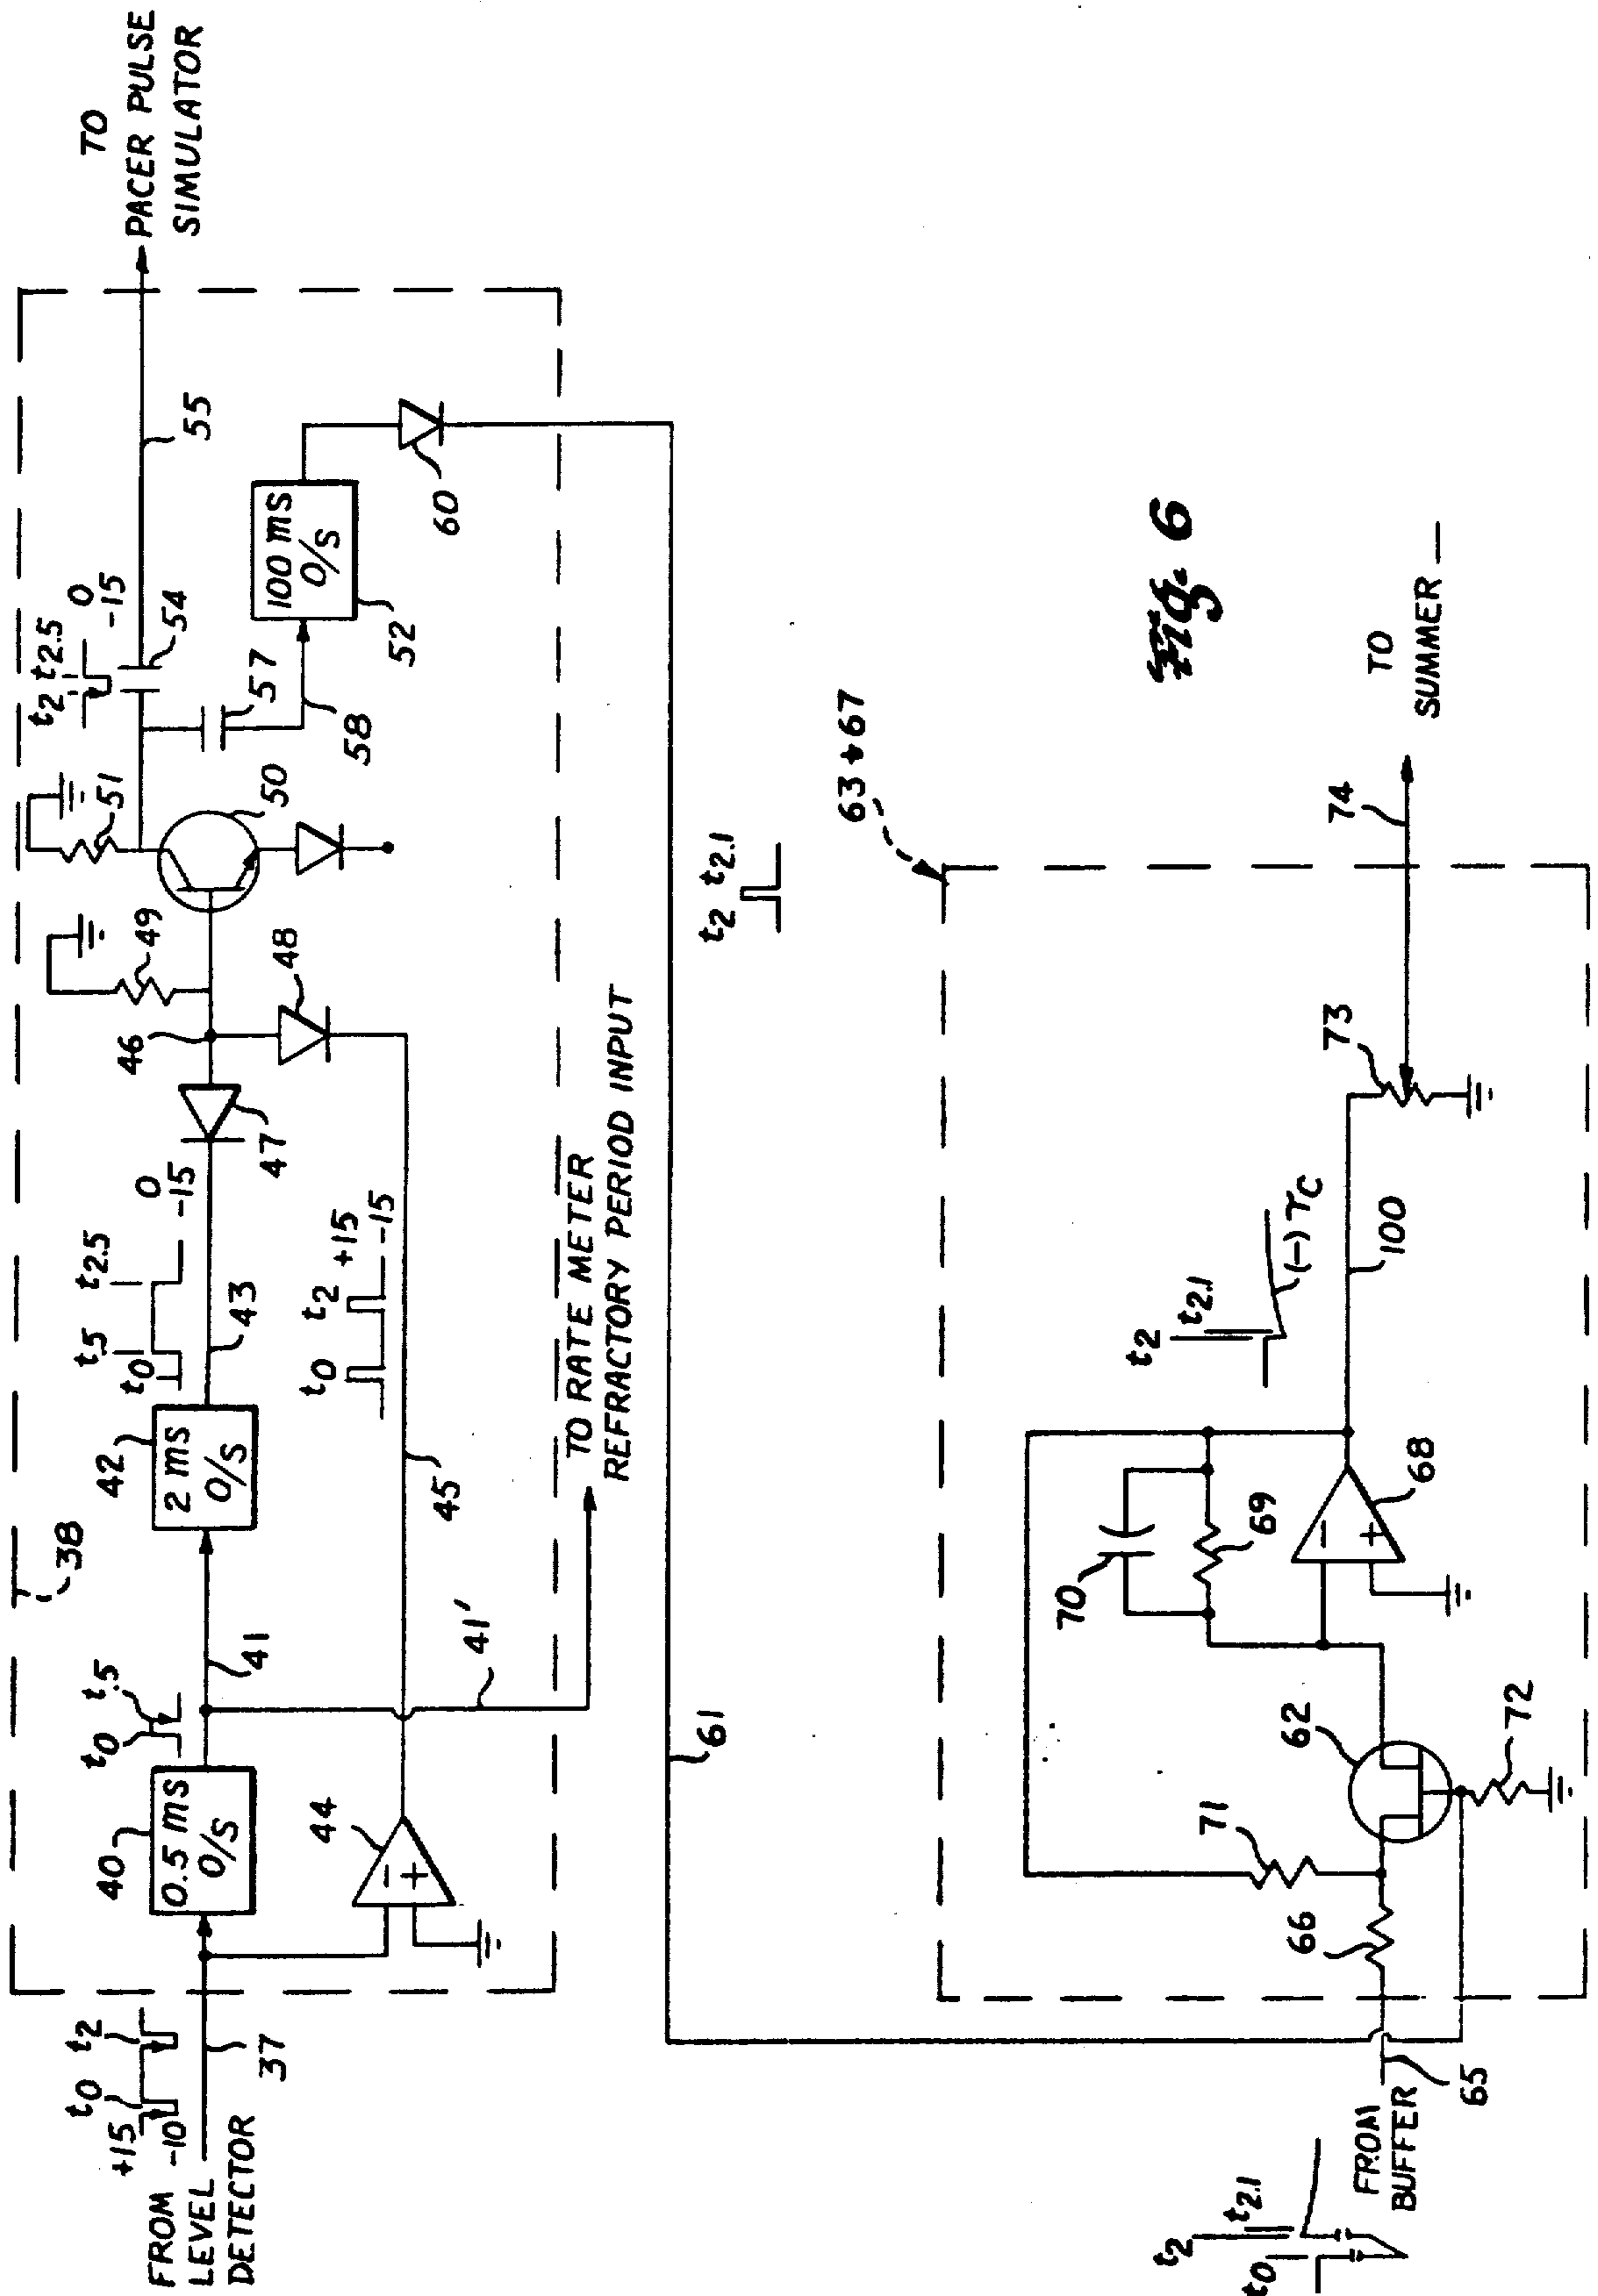 FROM
LEVEL
DETECTOR
+15
-10
t0
t2
37
38
40
0.5 ms
O/S
t0
t.5
41
41'
42
2 ms
O/S
t0
t5
t2.5
0
-15
43
44
−
+
45
t0
t2
+15
-15
46
47
48
49
50
51
t2
t2.5
0
-15
54
55
TO
PACER PULSE
SIMULATOR
57
58
100 ms
O/S
52
60
TO RATE METER
REFRACTORY PERIOD INPUT
61
t2
t2.1
63+67
t0
t2
t2.1
FROM
BUFFER
65
66
71
62
72
70
69
−
+
68
t2
t2.1
(-) τc
100
73
74
TO
SUMMER
Fig. 6